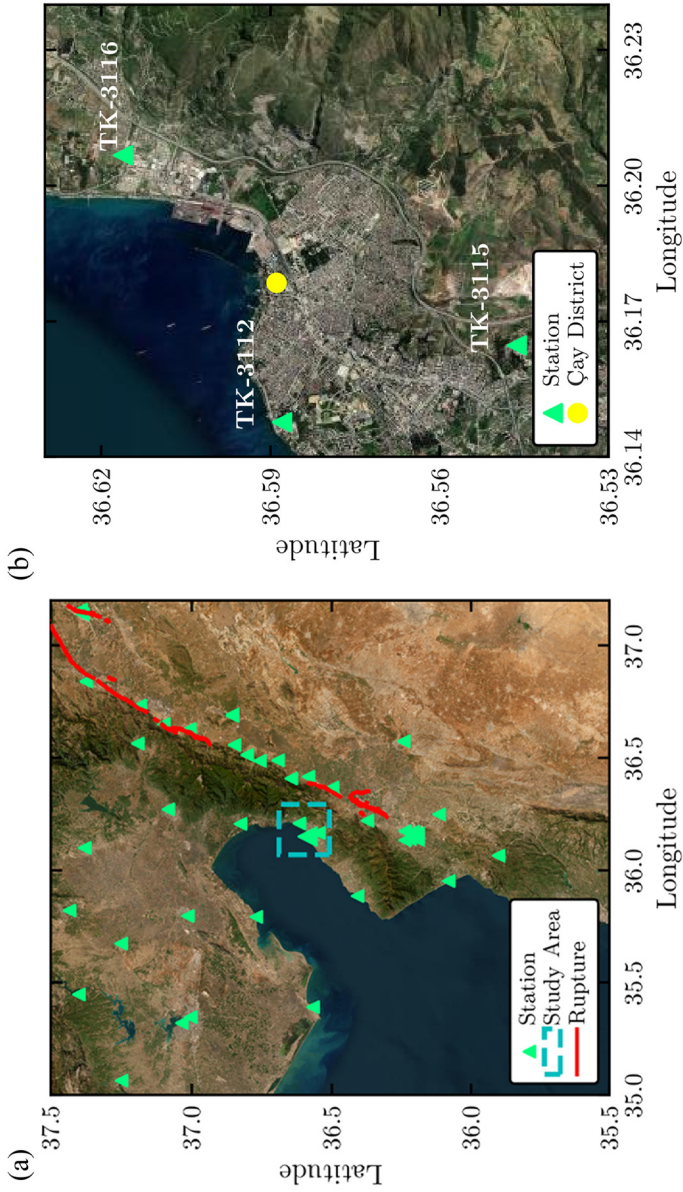 (a)
37.5
37.0
36.5
36.0
35.5
Latitude
35.0
35.5
36.0
36.5
37.0
Longitude
Station
Study Area
Rupture
(b)
36.62
36.59
36.56
36.53
Latitude
36.14
36.17
36.20
36.23
Longitude
TK-3116
TK-3112
TK-3115
Station
Çay District